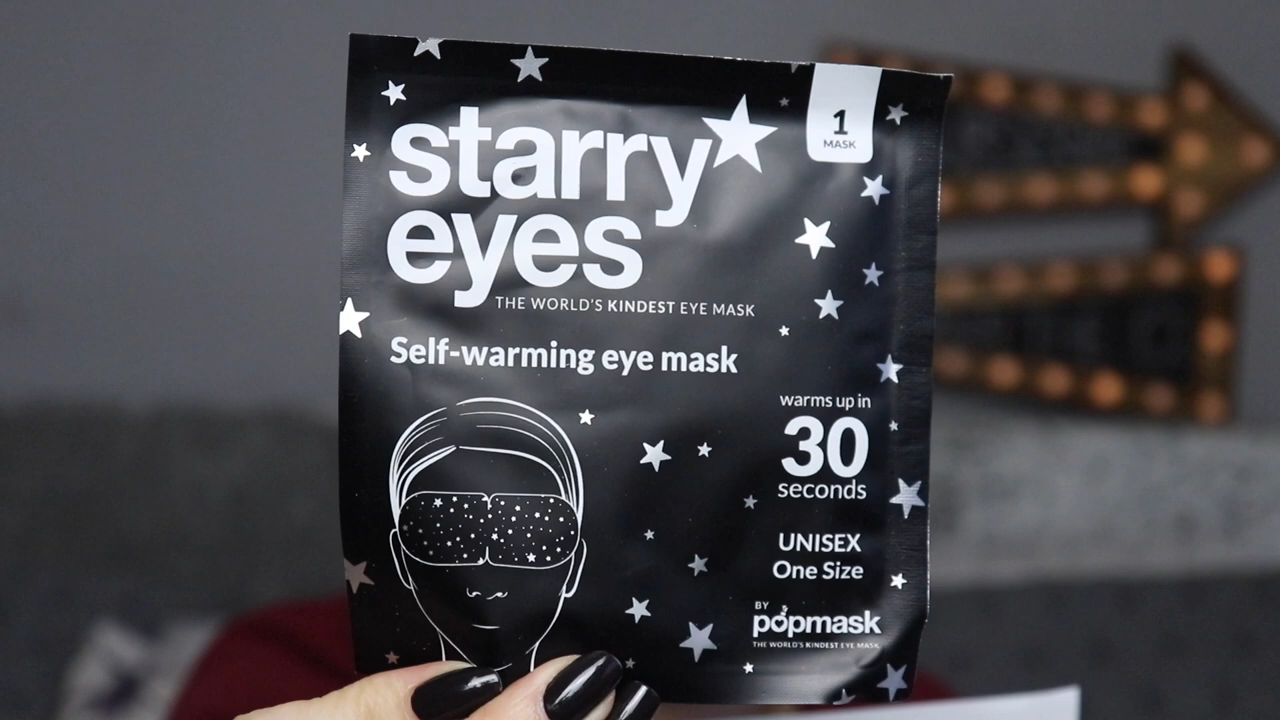 1
MASK
starry
eyes
THE WORLD'S KINDEST EYE MASK
Self-warming eye mask
warms up in
30
seconds
UNISEX
One Size
BY
popmask
THE WORLD'S KINDEST EYE MASK